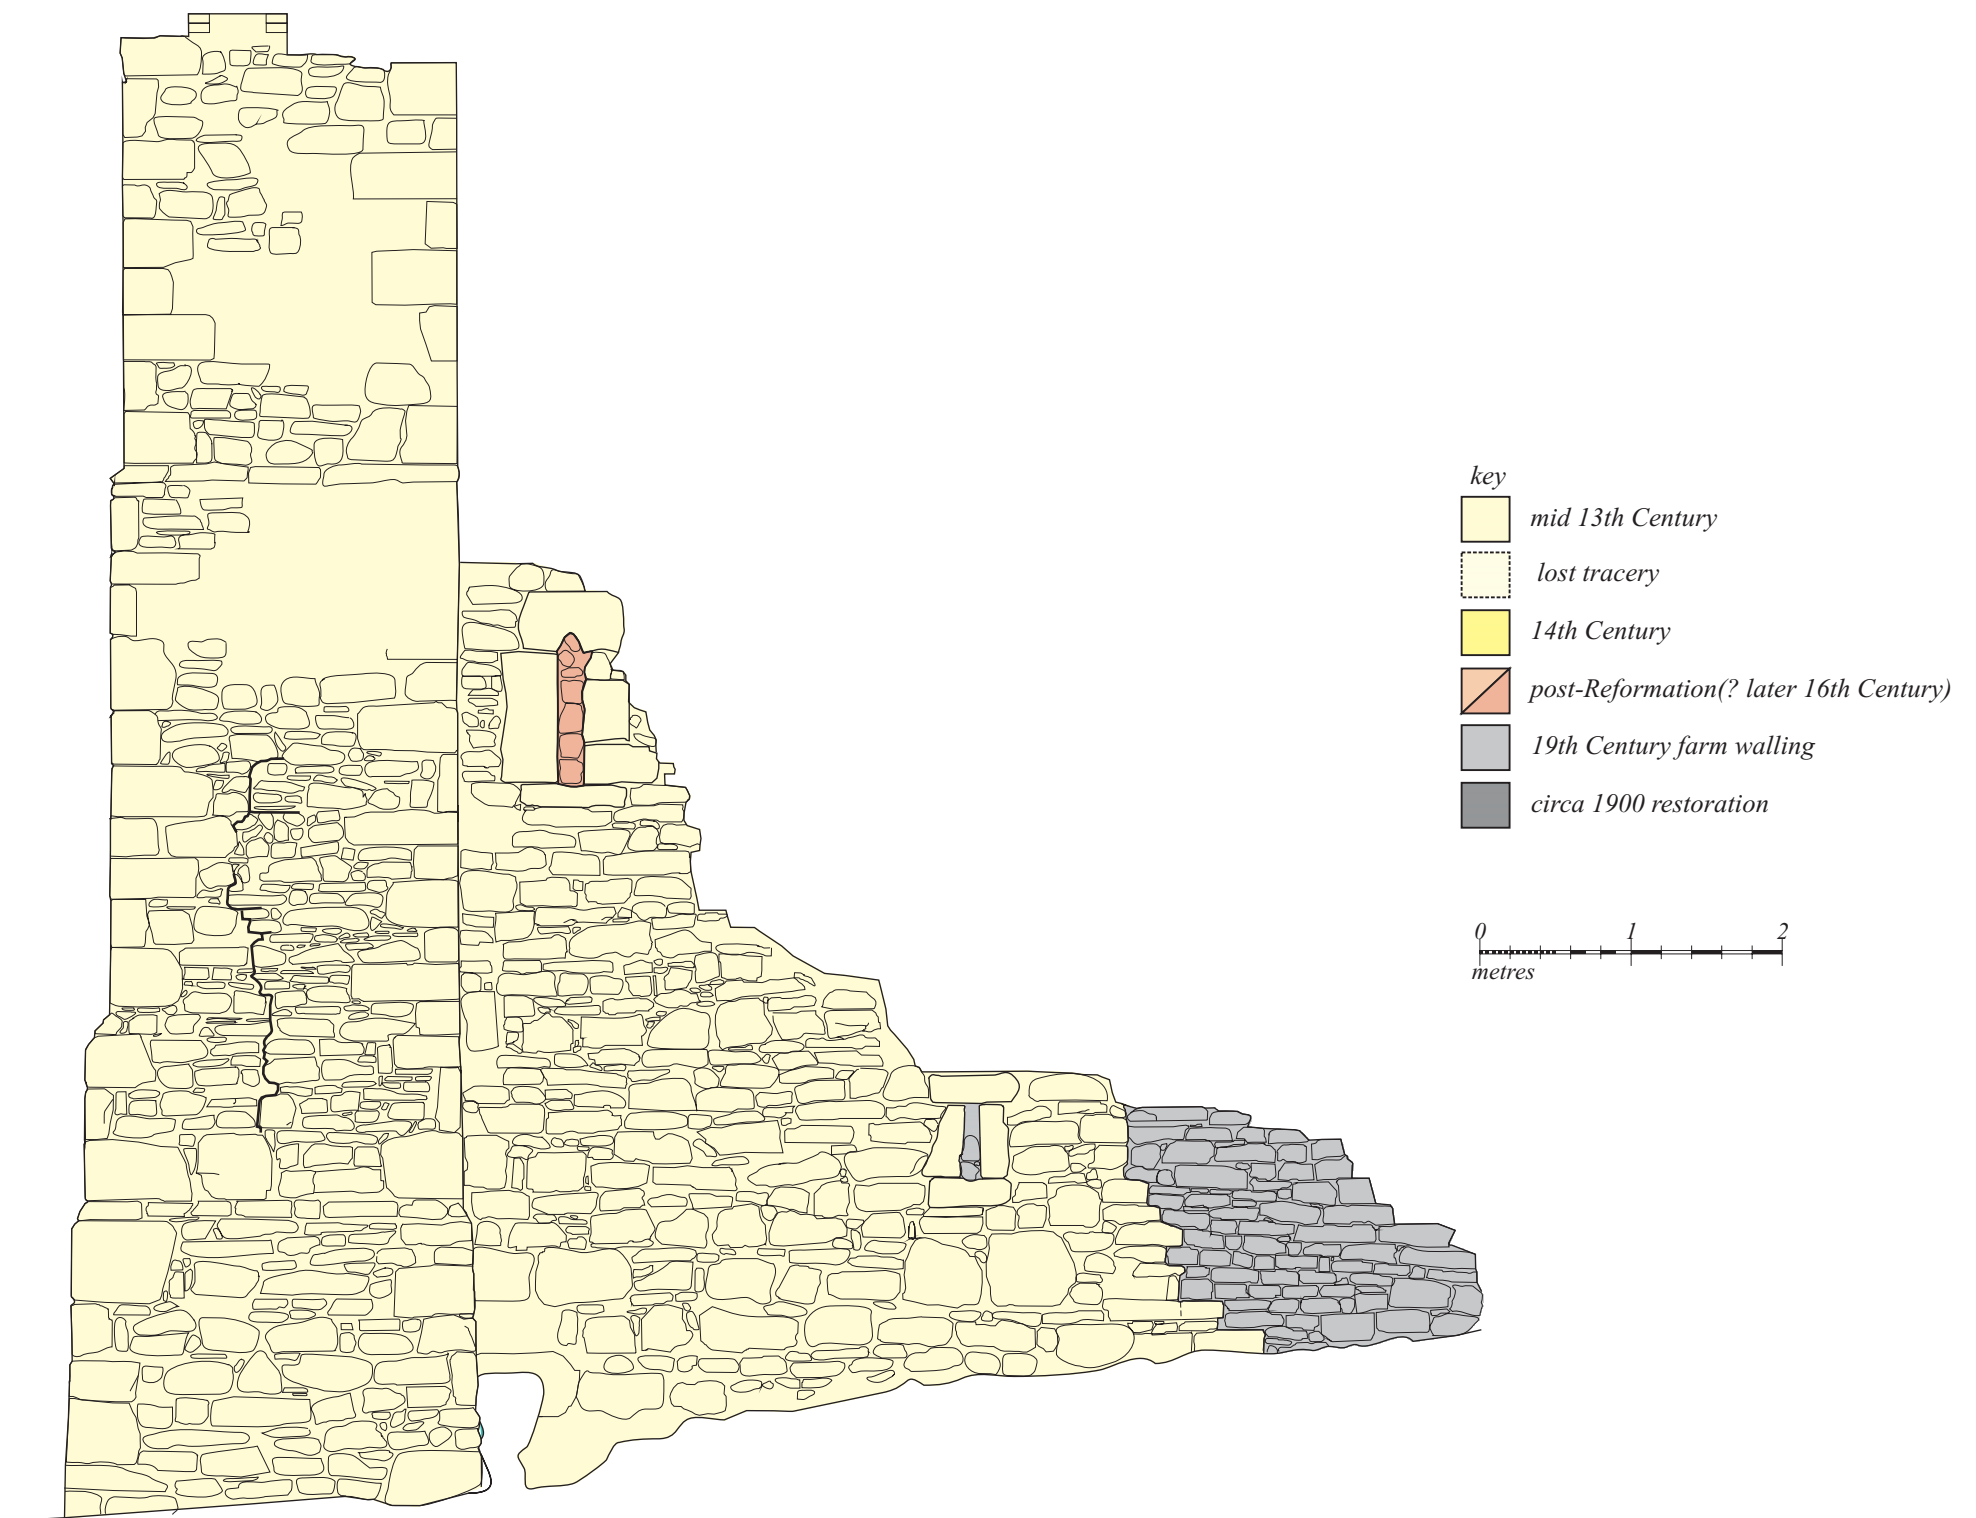 key
mid 13th Century
lost tracery
14th Century
post-Reformation(? later 16th Century)
19th Century farm walling
circa 1900 restoration
0 1 2
metres